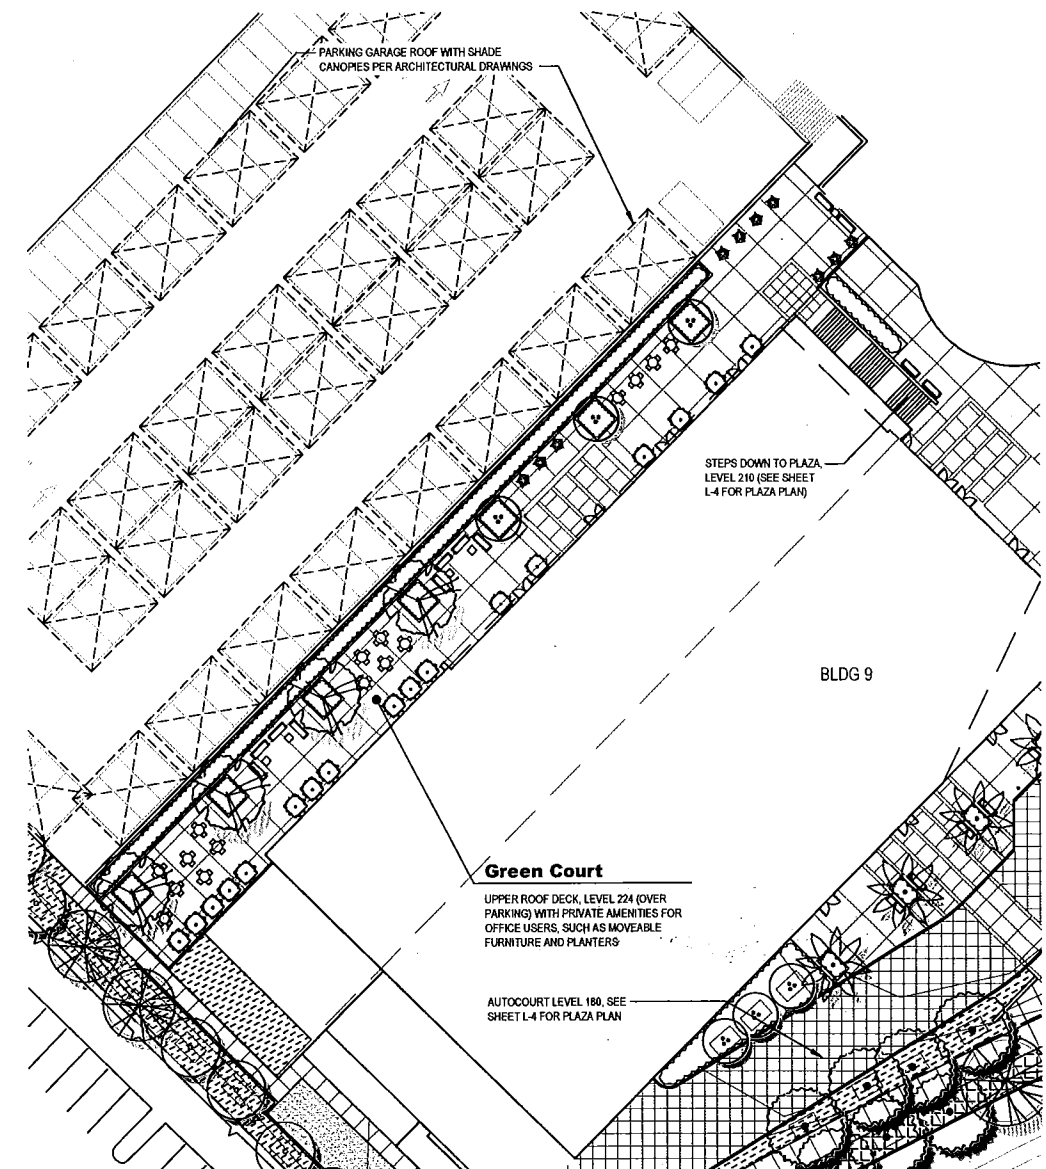 PARKING GARAGE ROOF WITH SHADE
CANOPIES PER ARCHITECTURAL DRAWINGS
STEPS DOWN TO PLAZA,
LEVEL 210 (SEE SHEET
L-4 FOR PLAZA PLAN)
BLDG 9
Green Court
UPPER ROOF DECK, LEVEL 224 (OVER
PARKING) WITH PRIVATE AMENITIES FOR
OFFICE USERS, SUCH AS MOVEABLE
FURNITURE AND PLANTERS
AUTOCOURT LEVEL 180, SEE
SHEET L-4 FOR PLAZA PLAN